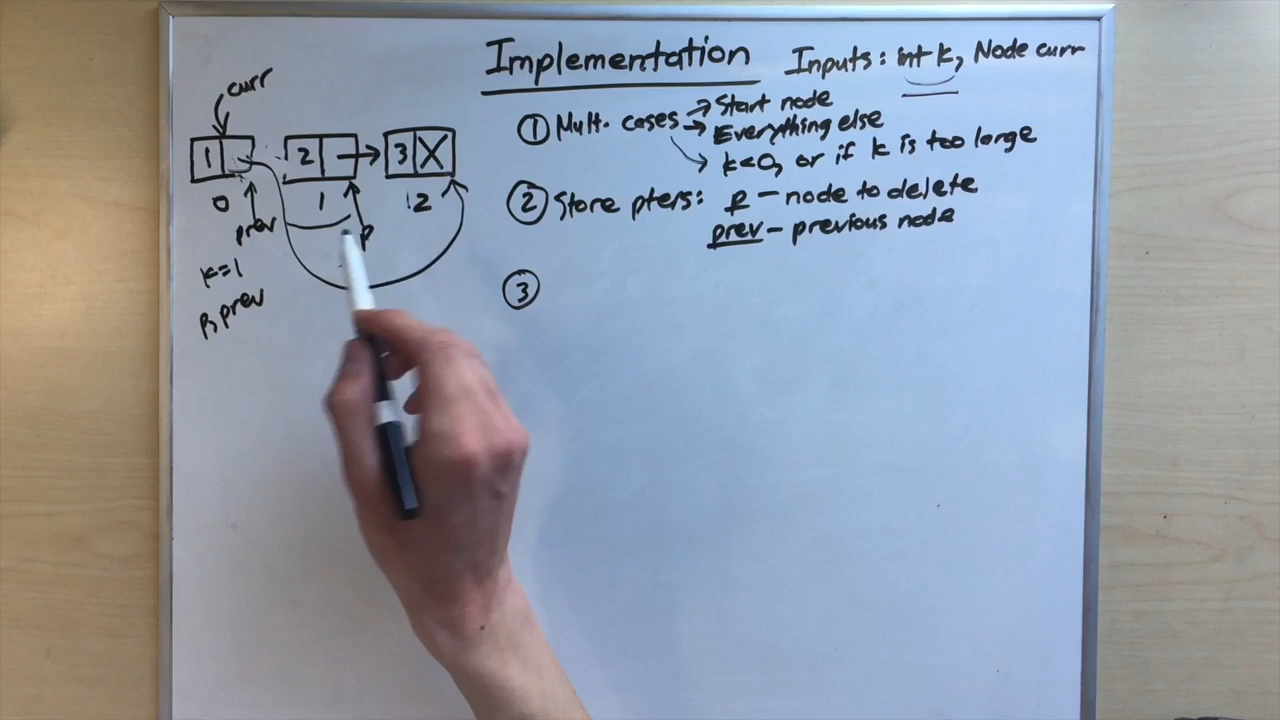 Implementation
Inputs: int k, Node curr
① Mult. cases → Start node
→ Everything else
→ k<0, or if k is too large
② Store pters: p – node to delete
prev – previous node
③
curr
1 2 3 X
0 1 2
prev p
k=1
p, prev